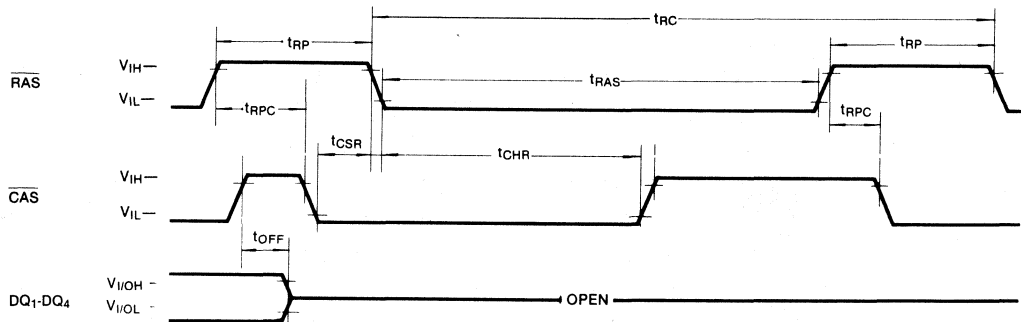 tRC
tRP
tRP
RAS
VIH
VIL
tRAS
tRPC
tRPC
tCSR
tCHR
CAS
VIH
VIL
tOFF
DQ1-DQ4
VI/OH
VI/OL
OPEN